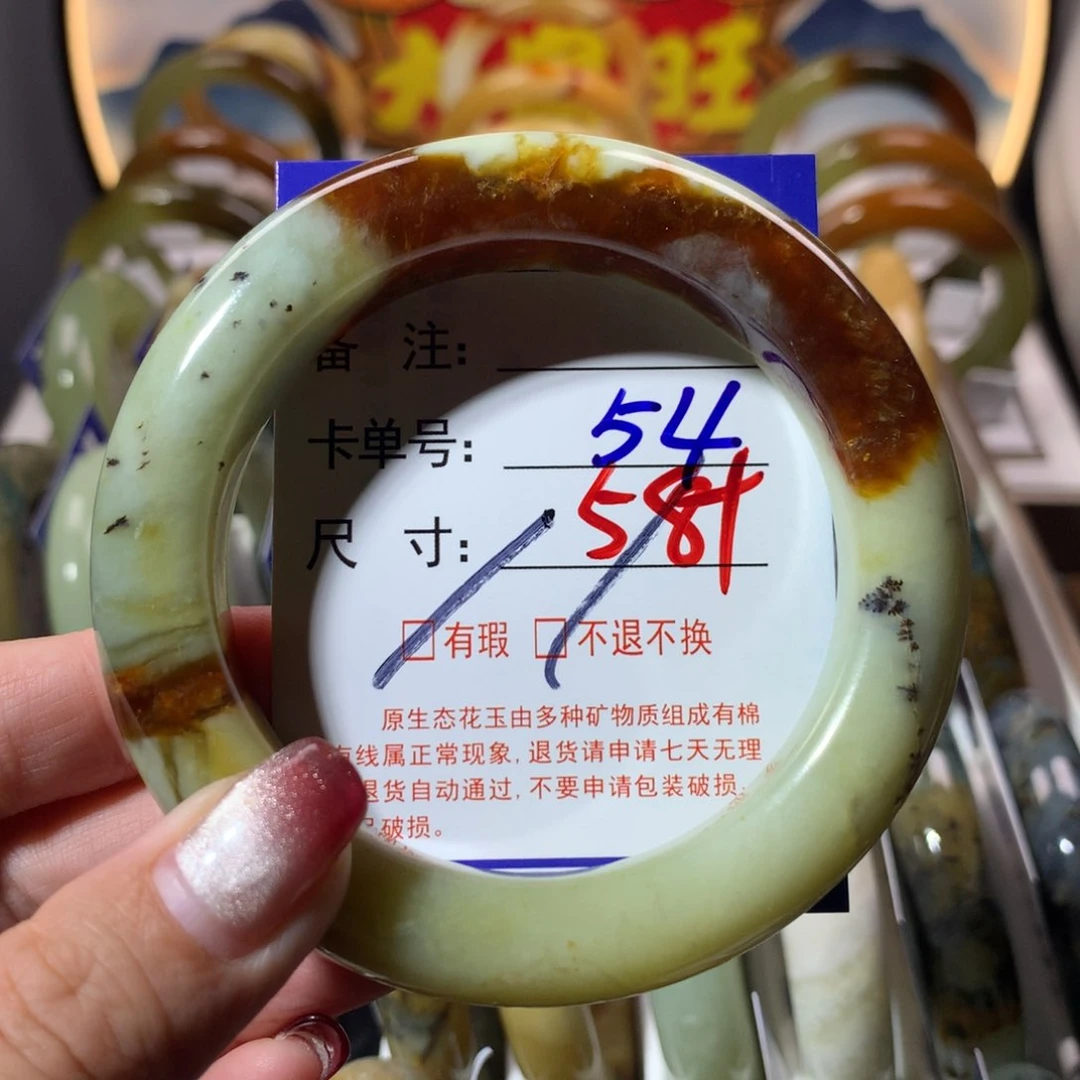 旺
备 注:
卡单号: 54
尺 寸: 581
有瑕 不退不换
原生态花玉由多种矿物质组成有棉
有线属正常现象,退货请申请七天无理
退货自动通过,不要申请包装破损,
破损。